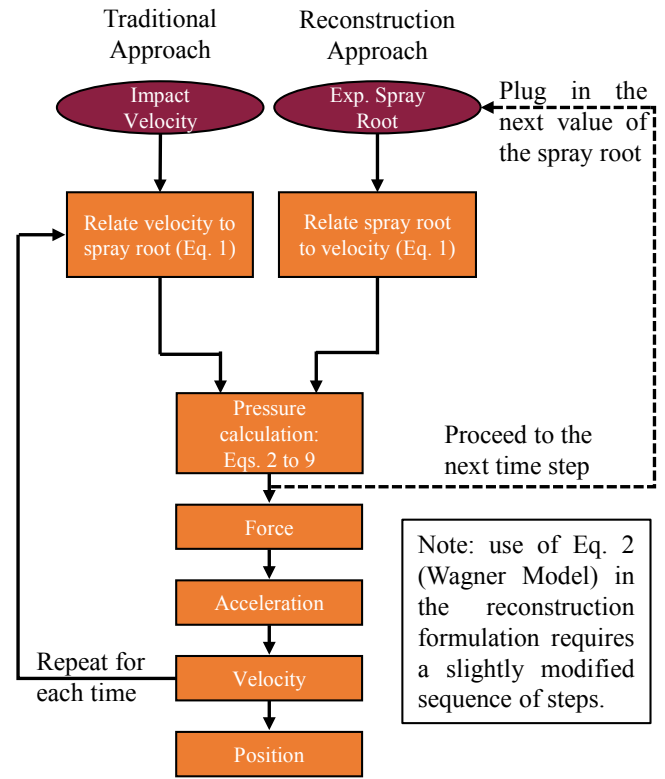 Traditional
Approach
Reconstruction
Approach
Impact
Velocity
Exp. Spray
Root
Plug in the
next value of
the spray root
Relate velocity to
spray root (Eq. 1)
Relate spray root
to velocity (Eq. 1)
Pressure
calculation:
Eqs. 2 to 9
Proceed to the
next time step
Force
Acceleration
Velocity
Position
Repeat for
each time
Note: use of Eq. 2
(Wagner Model) in
the reconstruction
formulation requires
a slightly modified
sequence of steps.